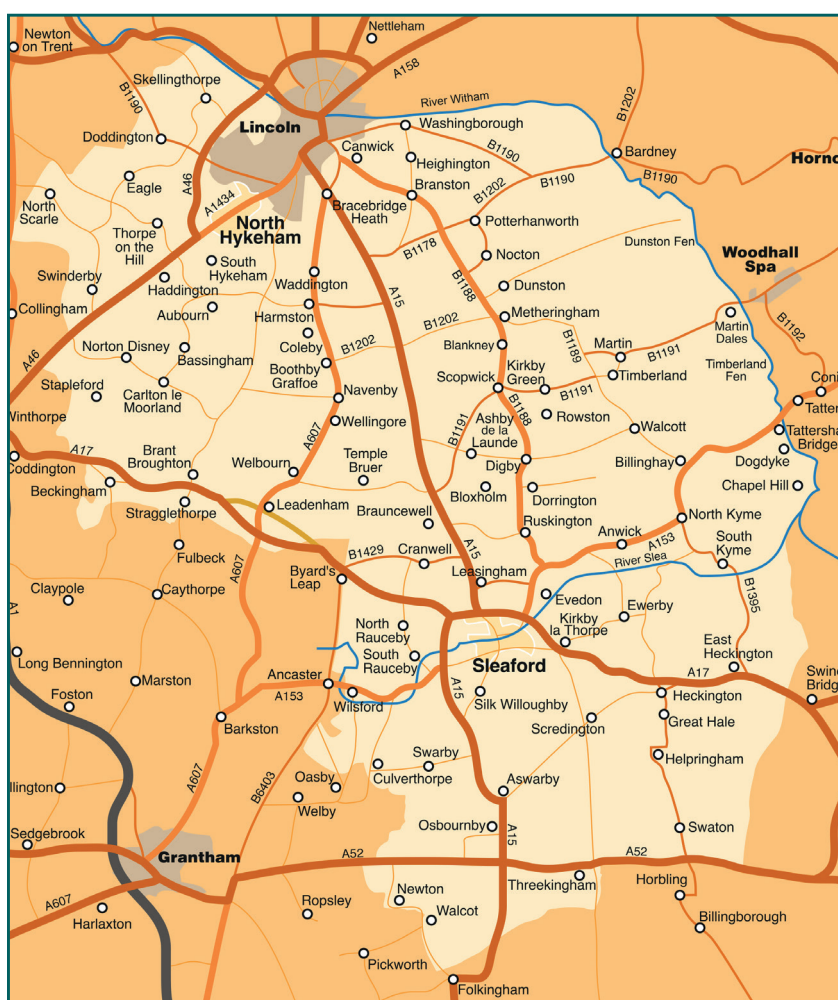 Newton
on Trent
Nettleham
A158
Skellingthorpe
B1190
River Witham
B1202
Lincoln
Washingborough
Doddington
Canwick
Heighington
B1190
Bardney
Horno
Eagle
A46
A1434
Branston
B1202
B1190
B1190
North
Scarle
Bracebridge
Heath
North
Hykeham
Potterhanworth
Thorpe
on the
Hill
B1178
Nocton
Dunston Fen
Woodhall
Spa
South
Hykeham
Swinderby
Haddington
Waddington
A15
B1188
Dunston
Collingham
Aubourn
Harmston
B1202
Metheringham
Martin
Dales
B1192
Norton Disney
Bassingham
Coleby
B1202
Blankney
B1189
Martin
B1191
A46
Boothby
Graffoe
Kirkby
Green
Timberland
Timberland
Fen
Coni
Stapleford
Carlton le
Moorland
Navenby
Scopwick
B1191
Tatter
Winthorpe
Wellingore
B1188
Rowston
Walcott
Tattersha
Bridge
A17
A607
B1191
Ashby
de la
Launde
Coddington
Brant
Broughton
Welbourn
Temple
Bruer
Digby
Billinghay
Dogdyke
Beckingham
Bloxholm
Dorrington
Chapel Hill
Stragglethorpe
Leadenham
Brauncewell
Ruskington
North Kyme
Anwick
A153
South
Kyme
Fulbeck
A607
B1429
Cranwell
A15
River Slea
Byard's
Leap
Leasingham
Claypole
Caythorpe
Evedon
Ewerby
B1395
A1
North
Rauceby
Kirkby
la Thorpe
East
Heckington
Long Bennington
South
Rauceby
Sleaford
A17
Marston
Ancaster
Swine
Bridge
Foston
A153
Wilsford
A15
Silk Willoughby
Heckington
Barkston
Scredington
Great Hale
A607
B6403
Swarby
Helpringham
Culverthorpe
llington
Oasby
Aswarby
Welby
Sedgebrook
Osbournby
A15
Swaton
Grantham
A52
A52
Threekingham
Horbling
A607
Ropsley
Newton
Harlaxton
Walcot
Billingborough
Pickworth
Folkingham